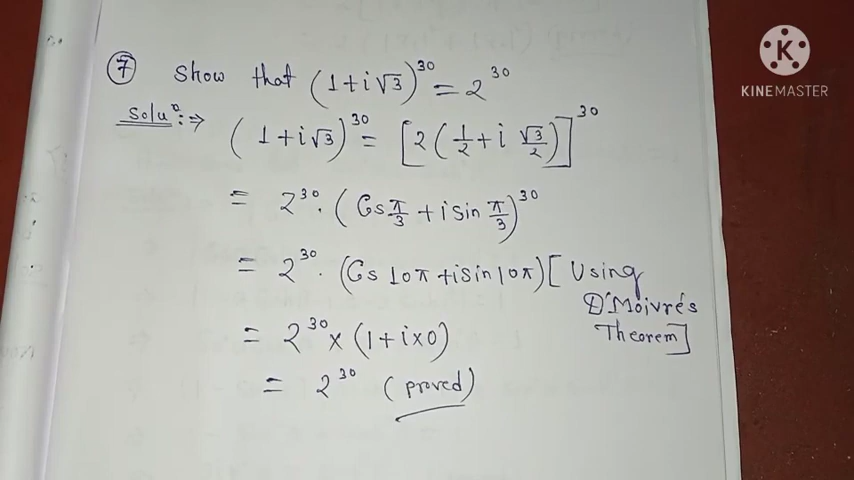 K
KINEMASTER
⑦ Show that (1+i√3)^30 = 2^30
Soluⁿ:⇒
(1+i√3)^30 = [2(1/2 + i √3/2)]^30
= 2^30. (Cos π/3 + i sin π/3)^30
= 2^30. (Cos 10π + i Sin 10π) [Using
D'Moivre's
Theorem]
= 2^30 × (1+i×0)
= 2^30 (proved)